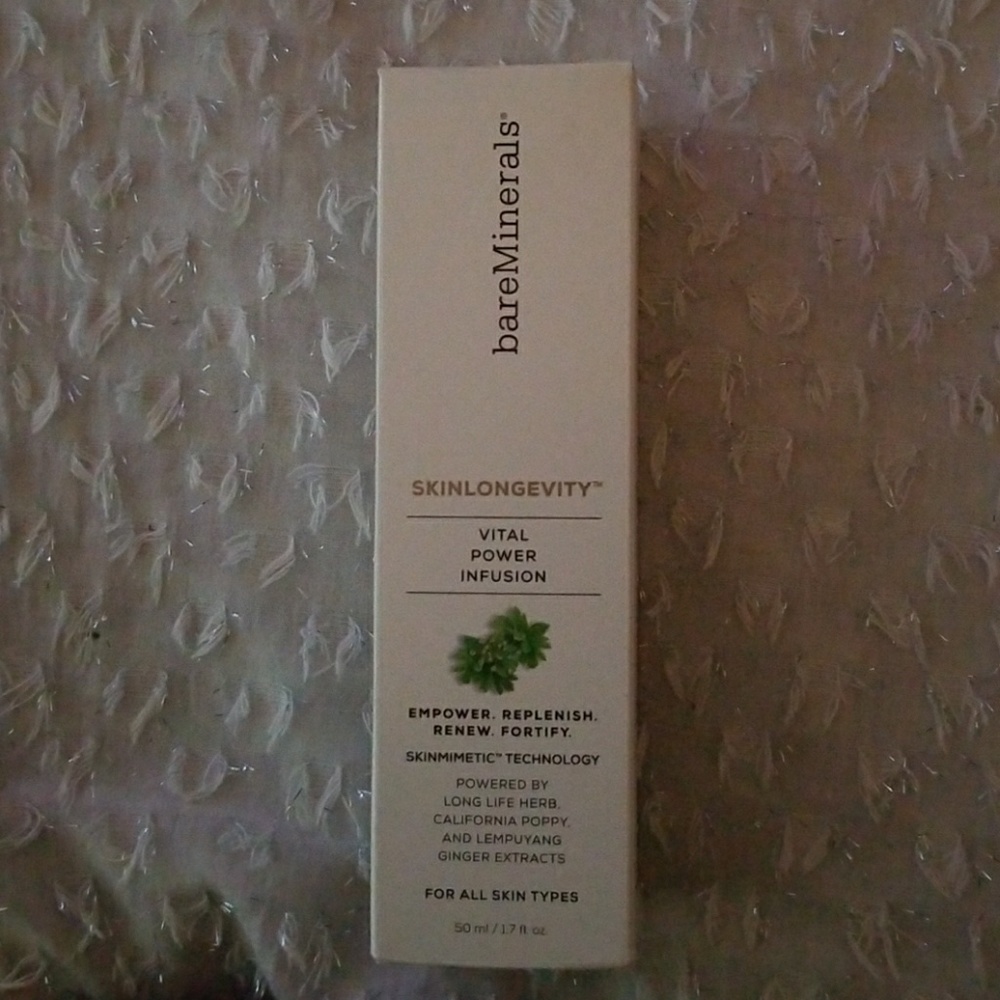 bareMinerals®
SKINLONGEVITY™
VITAL
POWER
INFUSION
EMPOWER. REPLENISH.
RENEW. FORTIFY.
SKINMIMETIC™ TECHNOLOGY
POWERED BY
LONG LIFE HERB,
CALIFORNIA POPPY,
AND LEMPUYANG
GINGER EXTRACTS
FOR ALL SKIN TYPES
50 ml / 1.7 fl. oz.